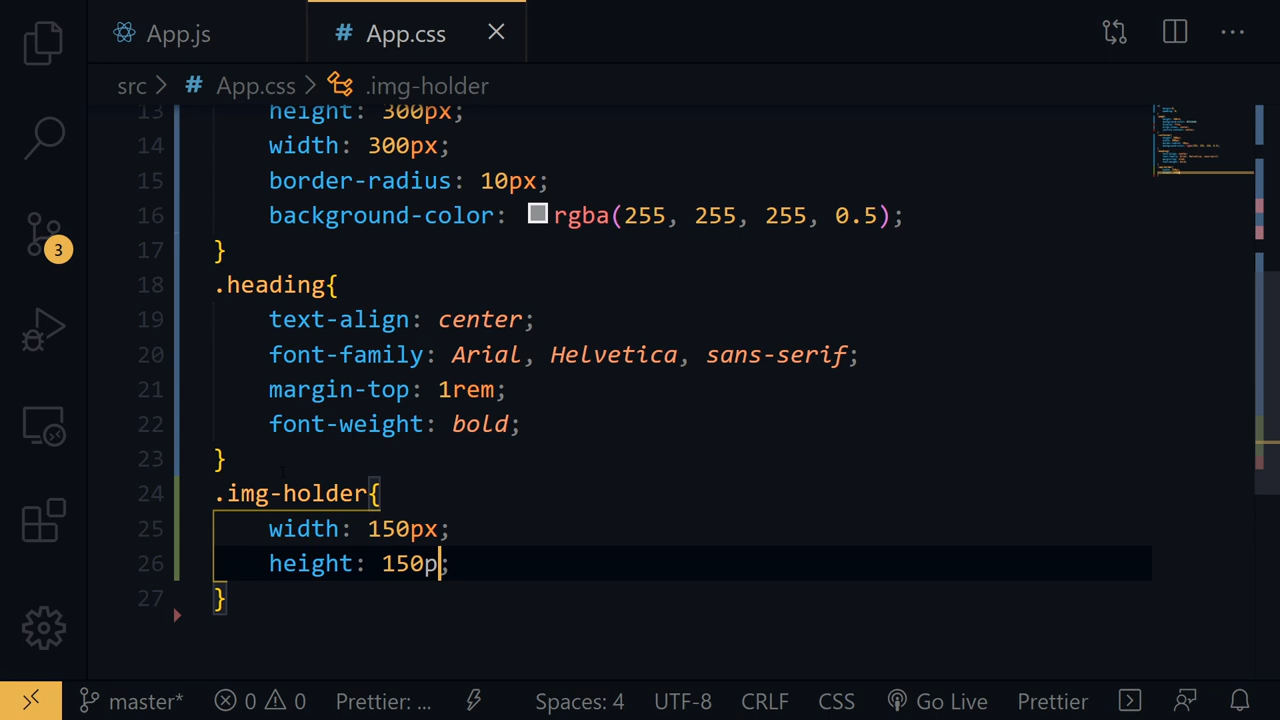 App.js
# App.css
src > # App.css > .img-holder
13 height: 300px;
14 width: 300px;
15 border-radius: 10px;
16 background-color: rgba(255, 255, 255, 0.5);
17 }
18 .heading{
19 text-align: center;
20 font-family: Arial, Helvetica, sans-serif;
21 margin-top: 1rem;
22 font-weight: bold;
23 }
24 .img-holder{
25 width: 150px;
26 height: 150p;
27 }
3
master* 0 0 Prettier: ... Spaces: 4 UTF-8 CRLF CSS Go Live Prettier